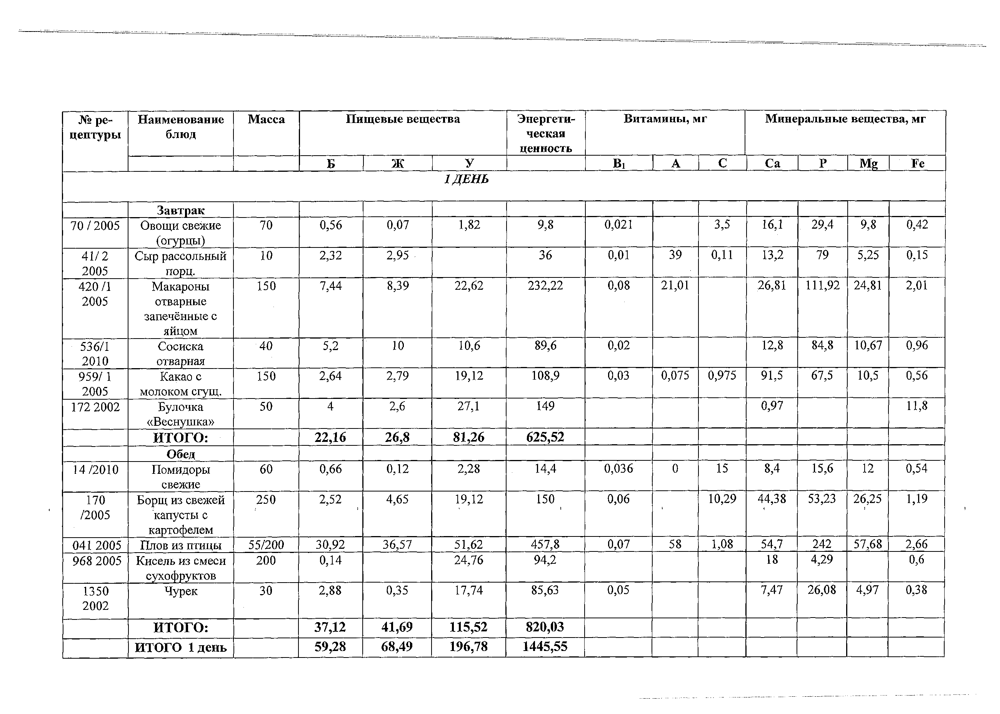 № ре- Наименование Масса Пищевые вещества Энергети- Витамины, мг Минеральные вещества, мг
цептуры блюд ческая
ценность
Б Ж У В1 А С Ca P Mg Fe
1 ДЕНЬ
Завтрак
70 / 2005 Овощи свежие 70 0,56 0,07 1,82 9,8 0,021 3,5 16,1 29,4 9,8 0,42
(огурцы)
41/ 2 Сыр рассольный 10 2,32 2,95 36 0,01 39 0,11 13,2 79 5,25 0,15
2005 порц.
420 /1 Макароны 150 7,44 8,39 22,62 232,22 0,08 21,01 26,81 111,92 24,81 2,01
2005 отварные
запечённые с
яйцом
536/1 Сосиска 40 5,2 10 10,6 89,6 0,02 12,8 84,8 10,67 0,96
2010 отварная
959/ 1 Какао с 150 2,64 2,79 19,12 108,9 0,03 0,075 0,975 91,5 67,5 10,5 0,56
2005 молоком сгущ.
172 2002 Булочка 50 4 2,6 27,1 149 0,97 11,8
«Веснушка»
ИТОГО: 22,16 26,8 81,26 625,52
Обед
14 /2010 Помидоры 60 0,66 0,12 2,28 14,4 0,036 0 15 8,4 15,6 12 0,54
свежие
170 Борщ из свежей 250 2,52 4,65 19,12 150 0,06 10,29 44,38 53,23 26,25 1,19
/2005 капусты с
картофелем
041 2005 Плов из птицы 55/200 30,92 36,57 51,62 457,8 0,07 58 1,08 54,7 242 57,68 2,66
968 2005 Кисель из смеси 200 0,14 24,76 94,2 18 4,29 0,6
сухофруктов
1350 Чурек 30 2,88 0,35 17,74 85,63 0,05 7,47 26,08 4,97 0,38
2002
ИТОГО: 37,12 41,69 115,52 820,03
ИТОГО 1 день 59,28 68,49 196,78 1445,55